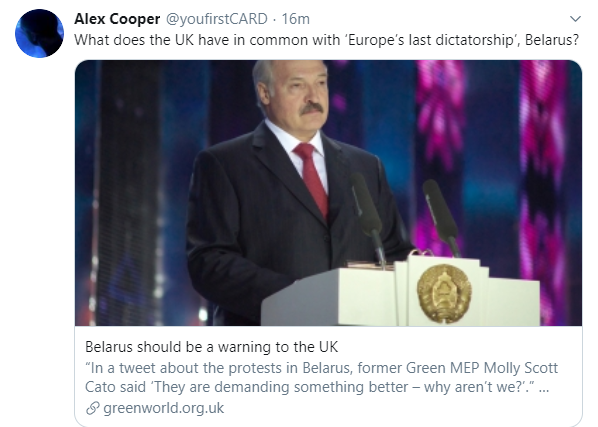 Alex Cooper @youfirstCARD · 16m
What does the UK have in common with ‘Europe’s last dictatorship’, Belarus?
Belarus should be a warning to the UK
“In a tweet about the protests in Belarus, former Green MEP Molly Scott
Cato said ‘They are demanding something better – why aren’t we?’.” ...
greenworld.org.uk